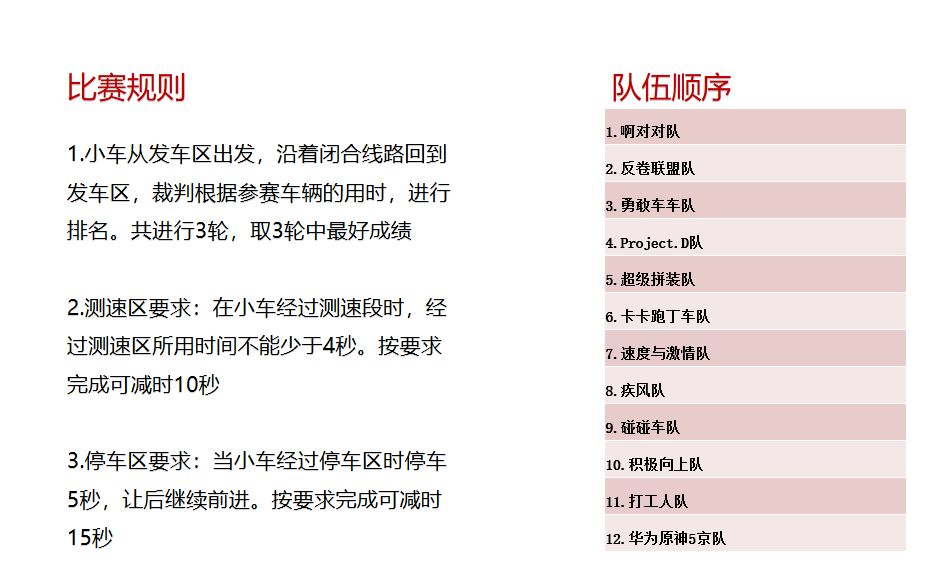 比赛规则
1.小车从发车区出发，沿着闭合线路回到
发车区，裁判根据参赛车辆的用时，进行
排名。共进行3轮，取3轮中最好成绩
2.测速区要求：在小车经过测速段时，经
过测速区所用时间不能少于4秒。按要求
完成可减时10秒
3.停车区要求：当小车经过停车区时停车
5秒，让后继续前进。按要求完成可减时
15秒
队伍顺序
1.啊对对队
2.反卷联盟队
3.勇敢车车队
4.Project.D队
5.超级拼装队
6.卡卡跑丁车队
7.速度与激情队
8.疾风队
9.碰碰车队
10.积极向上队
11.打工人队
12.华为原神5京队